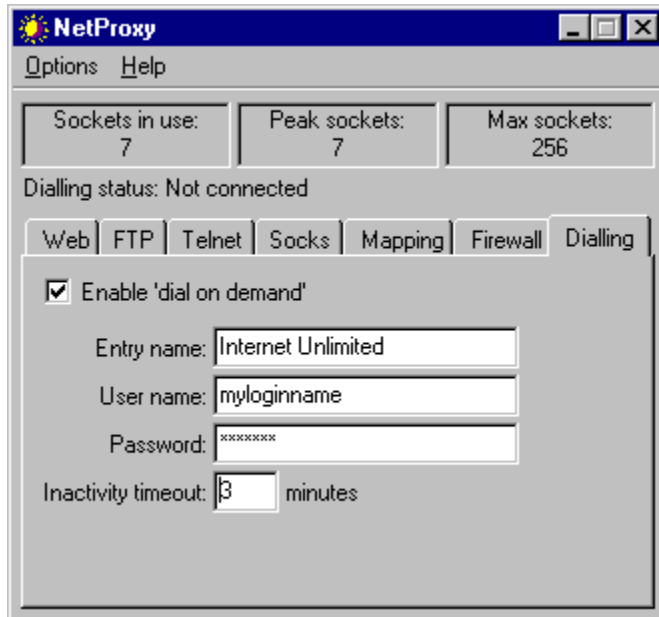 NetProxy
Options Help
Sockets in use: Peak sockets: Max sockets:
7 7 256
Dialling status: Not connected
Web FTP Telnet Socks Mapping Firewall Dialling
Enable 'dial on demand'
Entry name: Internet Unlimited
User name: myloginname
Password: *******
Inactivity timeout: 3 minutes